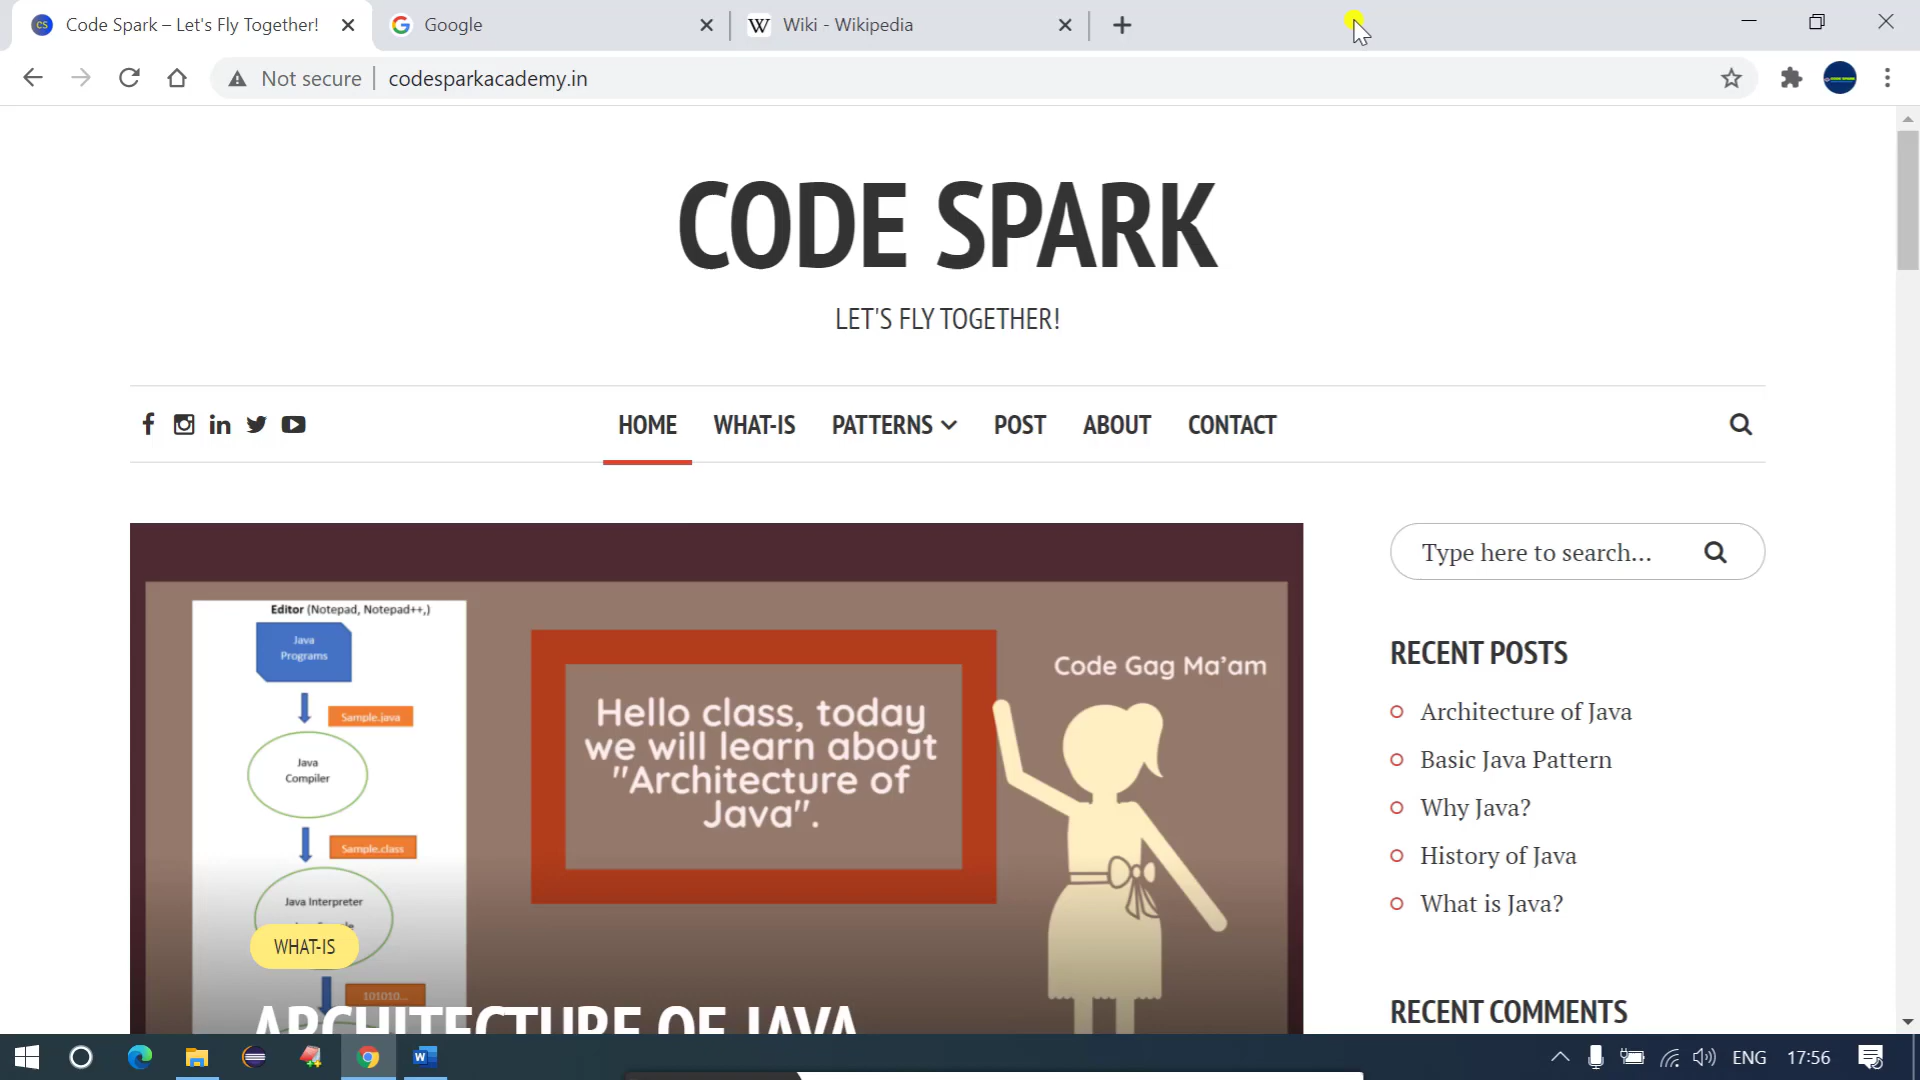 Code Spark – Let's Fly Together!
Google
Wiki - Wikipedia
Not secure
codesparkacademy.in
CODE SPARK
LET'S FLY TOGETHER!
HOME
WHAT-IS
PATTERNS
POST
ABOUT
CONTACT
Type here to search...
Editor (Notepad, Notepad++,)
Java
Programs
Sample.java
Java
Compiler
Sample.class
Java Interpreter
101010...
Hello class, today
we will learn about
"Architecture of
Java".
Code Gag Ma'am
WHAT-IS
ARCHITECTURE OF JAVA
RECENT POSTS
Architecture of Java
Basic Java Pattern
Why Java?
History of Java
What is Java?
RECENT COMMENTS
ENG
17:56